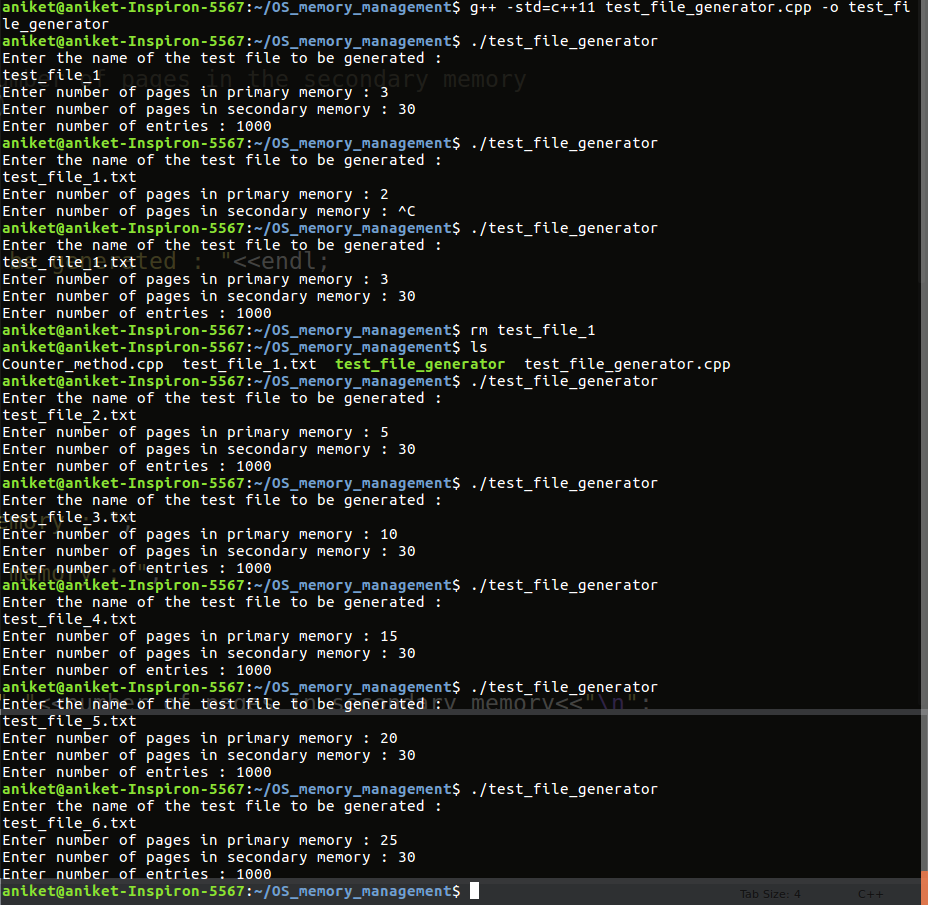 aniket@aniket-Inspiron-5567:~/OS_memory_management$ g++ -std=c++11 test_file_generator.cpp -o test_fi
le_generator
aniket@aniket-Inspiron-5567:~/OS_memory_management$ ./test_file_generator
Enter the name of the test file to be generated :
test_file_1
of pages in the secondary memory
Enter number of pages in primary memory : 3
Enter number of pages in secondary memory : 30
Enter number of entries : 1000
aniket@aniket-Inspiron-5567:~/OS_memory_management$ ./test_file_generator
Enter the name of the test file to be generated :
test_file_1.txt
Enter number of pages in primary memory : 2
Enter number of pages in secondary memory : ^C
aniket@aniket-Inspiron-5567:~/OS_memory_management$ ./test_file_generator
Enter the name of the test file to be generated :
test_file_1.txt
be generated : "<<endl;
Enter number of pages in primary memory : 3
Enter number of pages in secondary memory : 30
Enter number of entries : 1000
aniket@aniket-Inspiron-5567:~/OS_memory_management$ rm test_file_1
aniket@aniket-Inspiron-5567:~/OS_memory_management$ ls
Counter_method.cpp  test_file_1.txt  test_file_generator  test_file_generator.cpp
aniket@aniket-Inspiron-5567:~/OS_memory_management$ ./test_file_generator
Enter the name of the test file to be generated :
test_file_2.txt
Enter number of pages in primary memory : 5
Enter number of pages in secondary memory : 30
Enter number of entries : 1000
aniket@aniket-Inspiron-5567:~/OS_memory_management$ ./test_file_generator
Enter the name of the test file to be generated :
test_file_3.txt
Enter number of pages in primary memory : 10
Enter number of pages in secondary memory : 30
Enter number of entries : 1000
memory : ";
aniket@aniket-Inspiron-5567:~/OS_memory_management$ ./test_file_generator
Enter the name of the test file to be generated :
test_file_4.txt
Enter number of pages in primary memory : 15
Enter number of pages in secondary memory : 30
Enter number of entries : 1000
aniket@aniket-Inspiron-5567:~/OS_memory_management$ ./test_file_generator
Enter the name of the test file to be generated :
in secondary memory<<"\n";
test_file_5.txt
Enter number of pages in primary memory : 20
Enter number of pages in secondary memory : 30
Enter number of entries : 1000
aniket@aniket-Inspiron-5567:~/OS_memory_management$ ./test_file_generator
Enter the name of the test file to be generated :
test_file_6.txt
Enter number of pages in primary memory : 25
Enter number of pages in secondary memory : 30
Enter number of entries : 1000
aniket@aniket-Inspiron-5567:~/OS_memory_management$
Tab Size: 4 C++